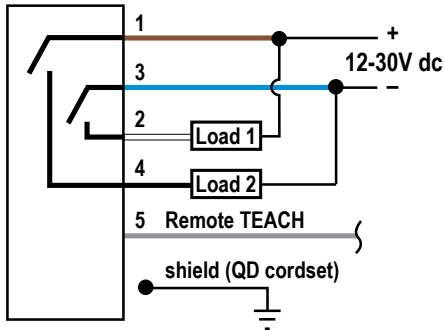 1
+
12-30V dc
3
–
2
Load 1
4
Load 2
5 Remote TEACH
shield (QD cordset)